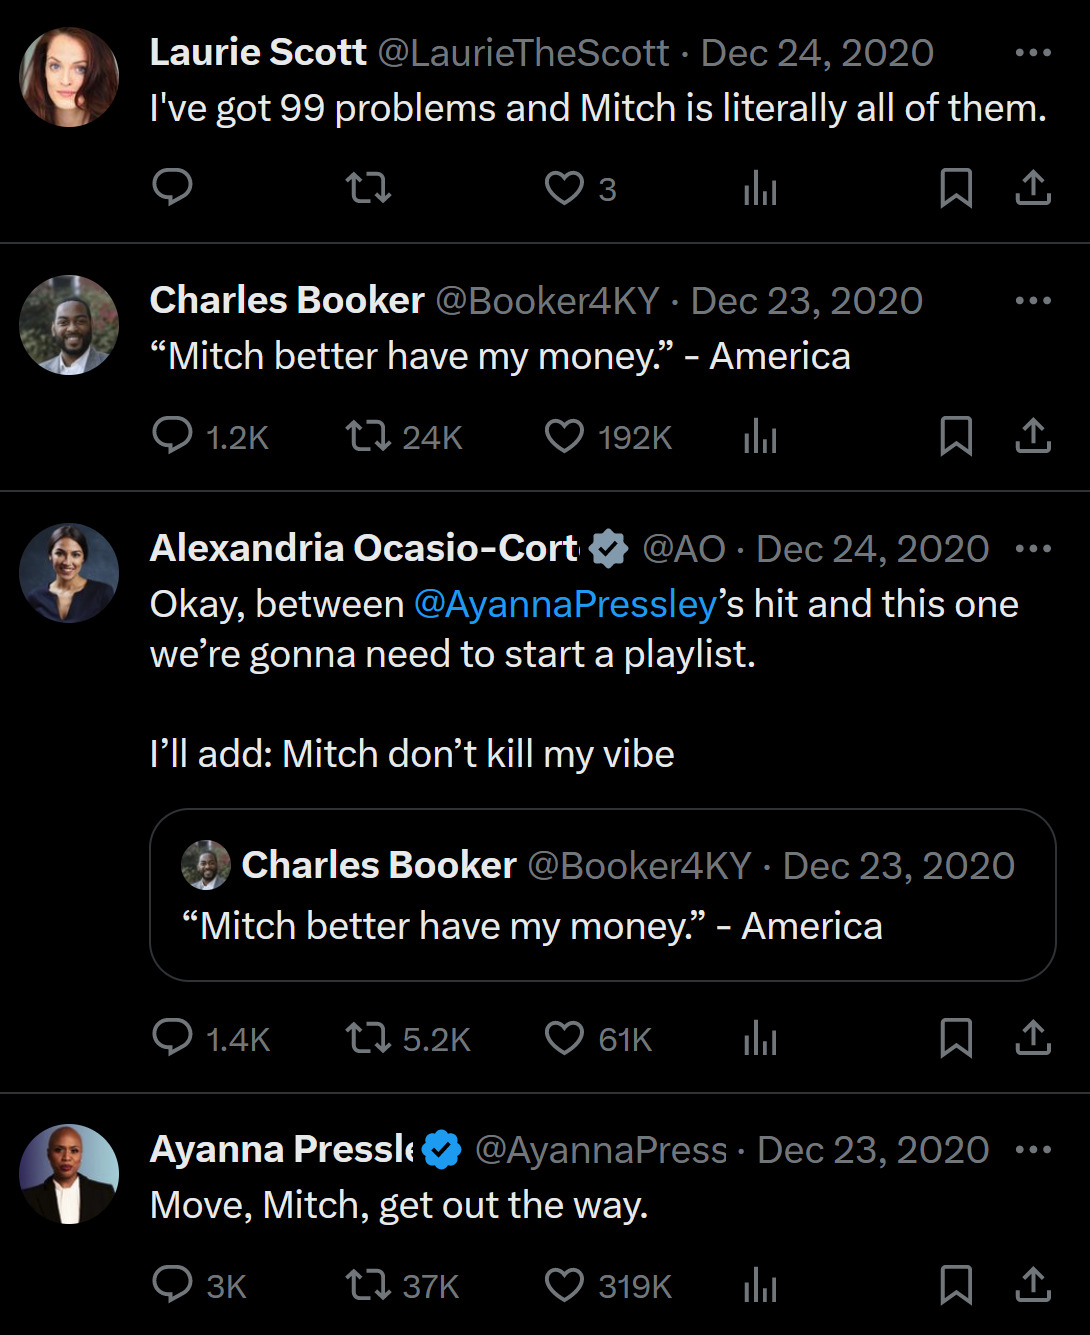 Laurie Scott @LaurieTheScott · Dec 24, 2020
I've got 99 problems and Mitch is literally all of them.
3
Charles Booker @Booker4KY · Dec 23, 2020
“Mitch better have my money.” - America
1.2K 24K 192K
Alexandria Ocasio-Cort @AO · Dec 24, 2020
Okay, between @AyannaPressley’s hit and this one
we’re gonna need to start a playlist.
I’ll add: Mitch don’t kill my vibe
Charles Booker @Booker4KY · Dec 23, 2020
“Mitch better have my money.” - America
1.4K 5.2K 61K
Ayanna Pressle @AyannaPress · Dec 23, 2020
Move, Mitch, get out the way.
3K 37K 319K